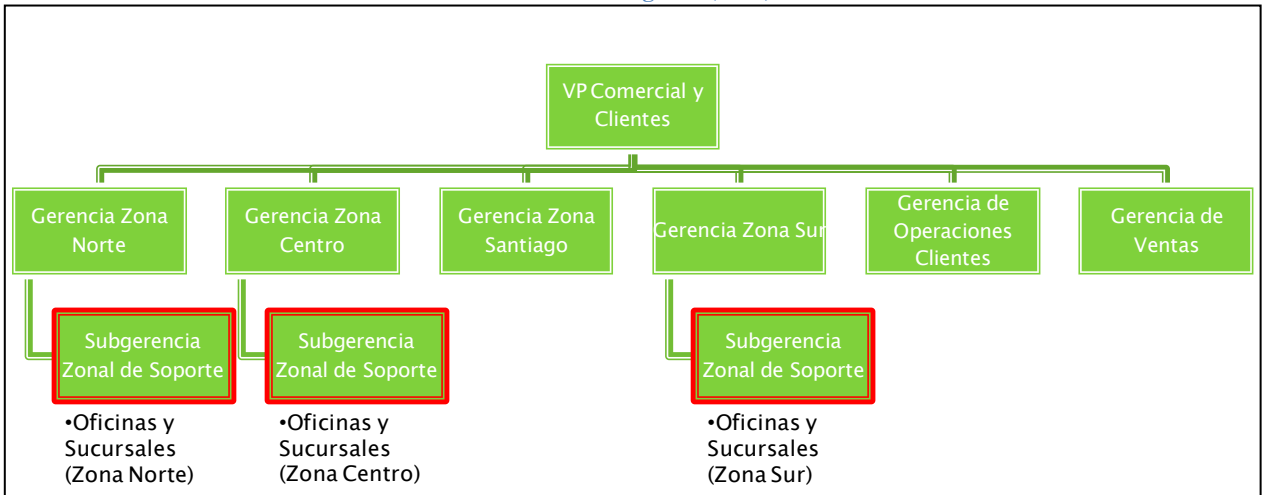 VP Comercial y
Clientes
Gerencia Zona
Norte
Gerencia Zona
Centro
Gerencia Zona
Santiago
Gerencia Zona Sur
Gerencia de
Operaciones
Clientes
Gerencia de
Ventas
Subgerencia
Zonal de Soporte
Subgerencia
Zonal de Soporte
Subgerencia
Zonal de Soporte
•Oficinas y
Sucursales
(Zona Norte)
•Oficinas y
Sucursales
(Zona Centro)
•Oficinas y
Sucursales
(Zona Sur)